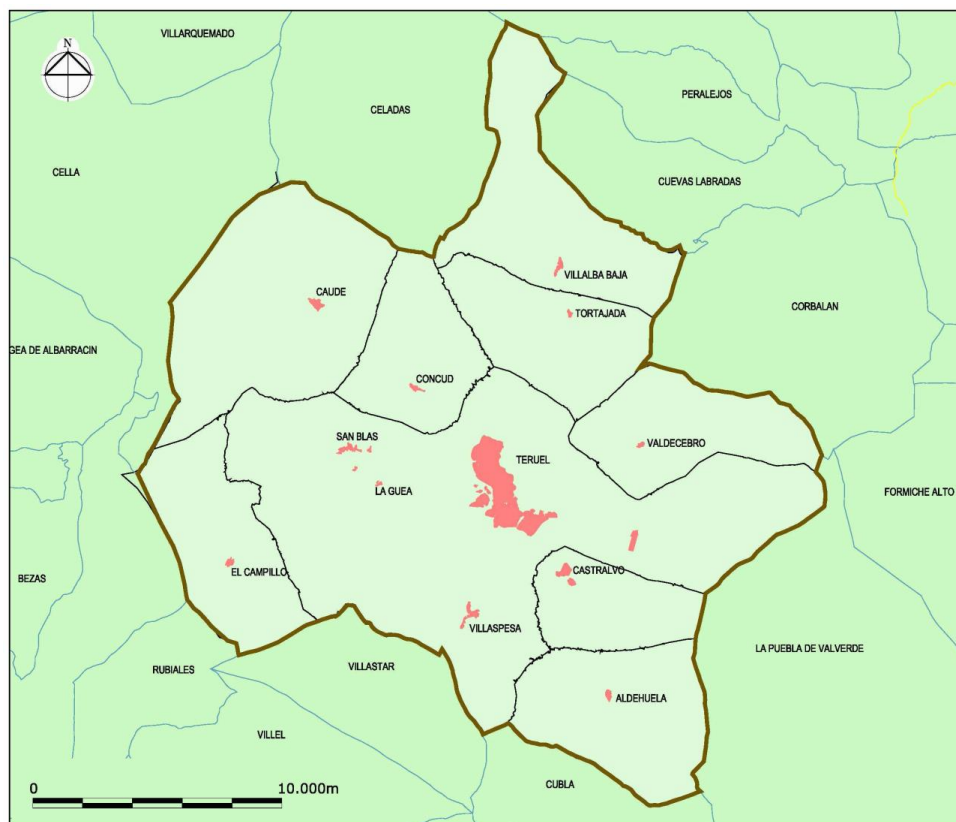 VILLARQUEMADO
N
PERALEJOS
CELADAS
CELLA
CUEVAS LABRADAS
VILLALBA BAJA
CAUDE
CORBALAN
TORTAJADA
GEA DE ALBARRACIN
CONCUD
SAN BLAS
VALDECEBRO
TERUEL
LA GUEA
FORMICHE ALTO
EL CAMPILLO
CASTRALVO
BEZAS
VILLASPESA
LA PUEBLA DE VALVERDE
RUBIALES
VILLASTAR
ALDEHUELA
VILLEL
CUBLA
0
10.000m